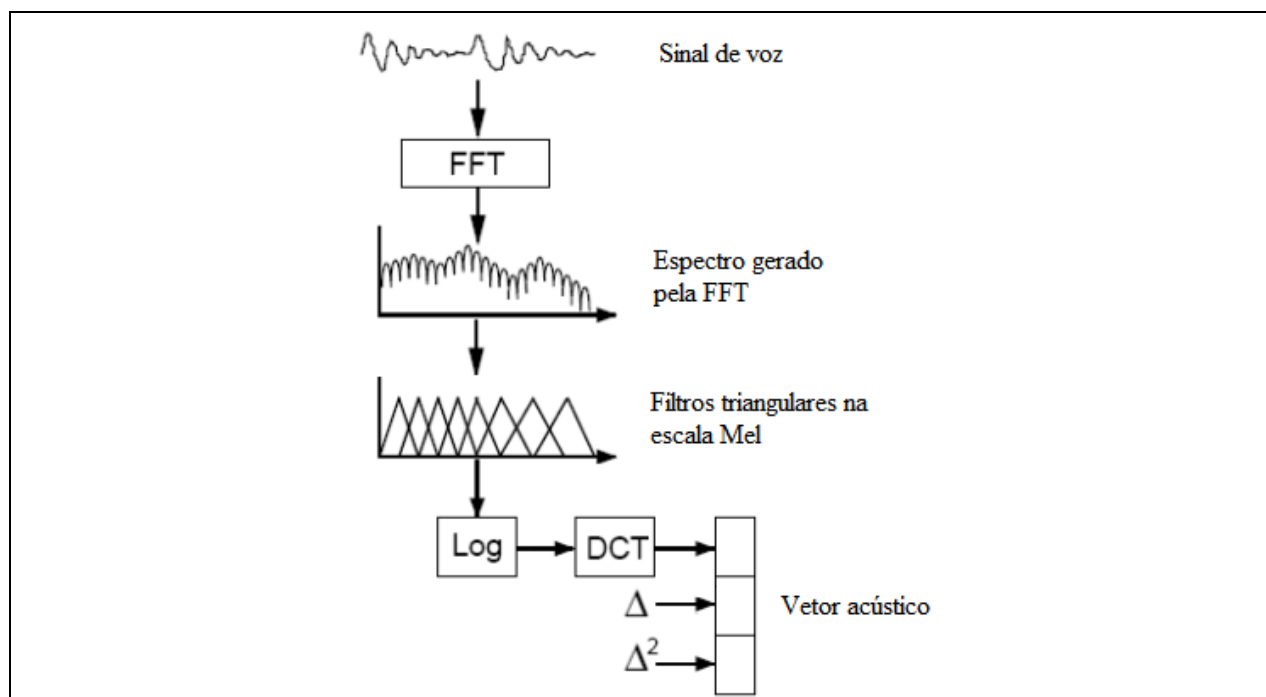 Sinal de voz
FFT
Espectro gerado
pela FFT
Filtros triangulares na
escala Mel
Log
DCT
Δ
Vetor acústico
Δ²